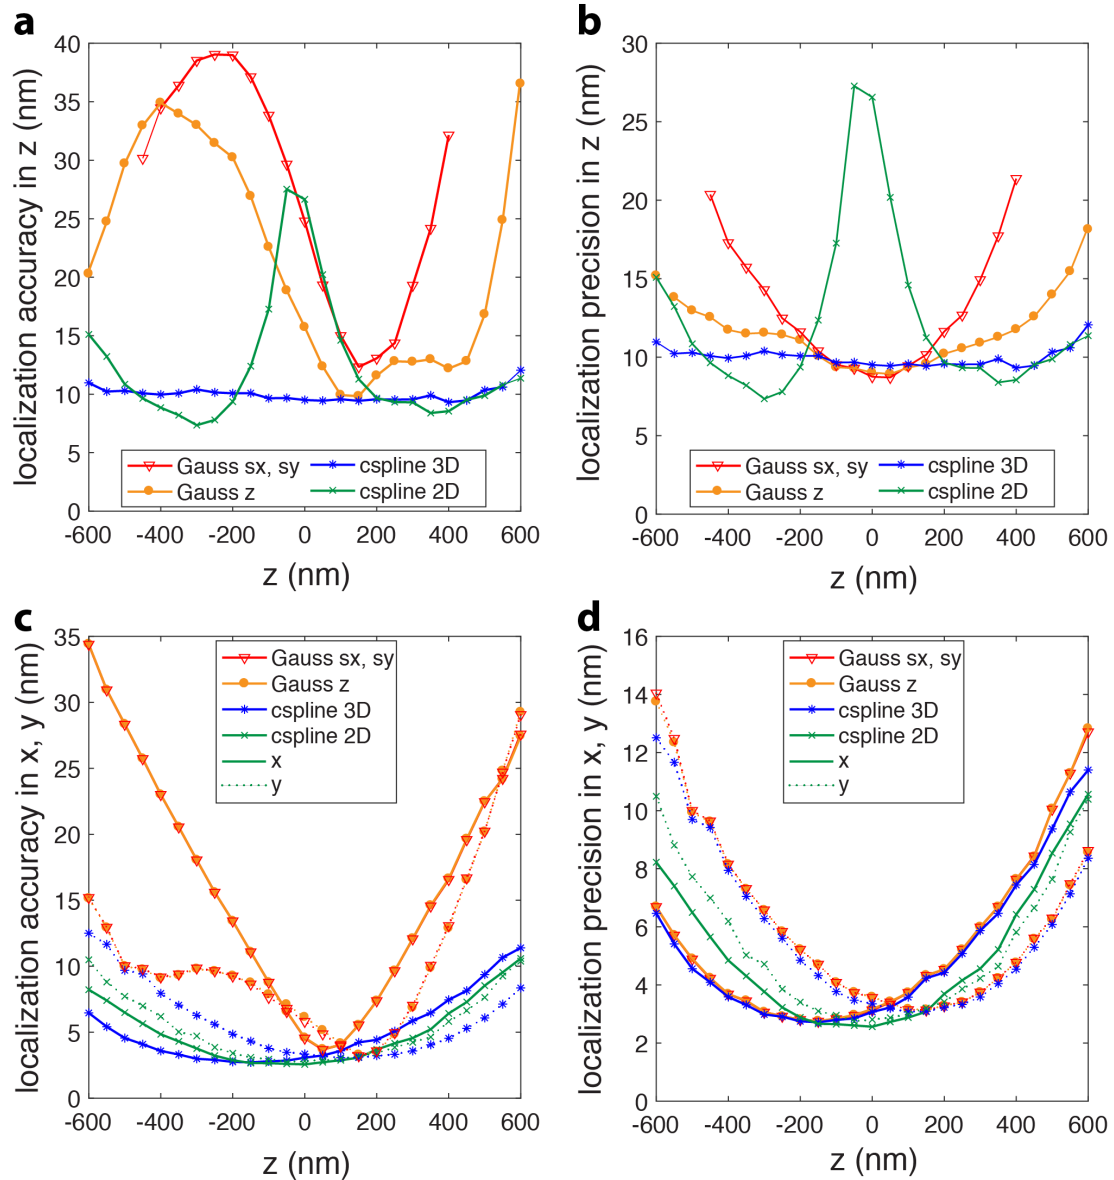 a
localization accuracy in z (nm)
40
35
30
25
20
15
10
5
0
-600
-400
-200
0
200
400
600
z (nm)
Gauss sx, sy
Gauss z
cspline 3D
cspline 2D
b
localization precision in z (nm)
30
25
20
15
10
5
0
-600
-400
-200
0
200
400
600
z (nm)
Gauss sx, sy
Gauss z
cspline 3D
cspline 2D
c
localization accuracy in x, y (nm)
35
30
25
20
15
10
5
0
-600
-400
-200
0
200
400
600
z (nm)
Gauss sx, sy
Gauss z
cspline 3D
cspline 2D
x
y
d
localization precision in x, y (nm)
16
14
12
10
8
6
4
2
0
-600
-400
-200
0
200
400
600
z (nm)
Gauss sx, sy
Gauss z
cspline 3D
cspline 2D
x
y